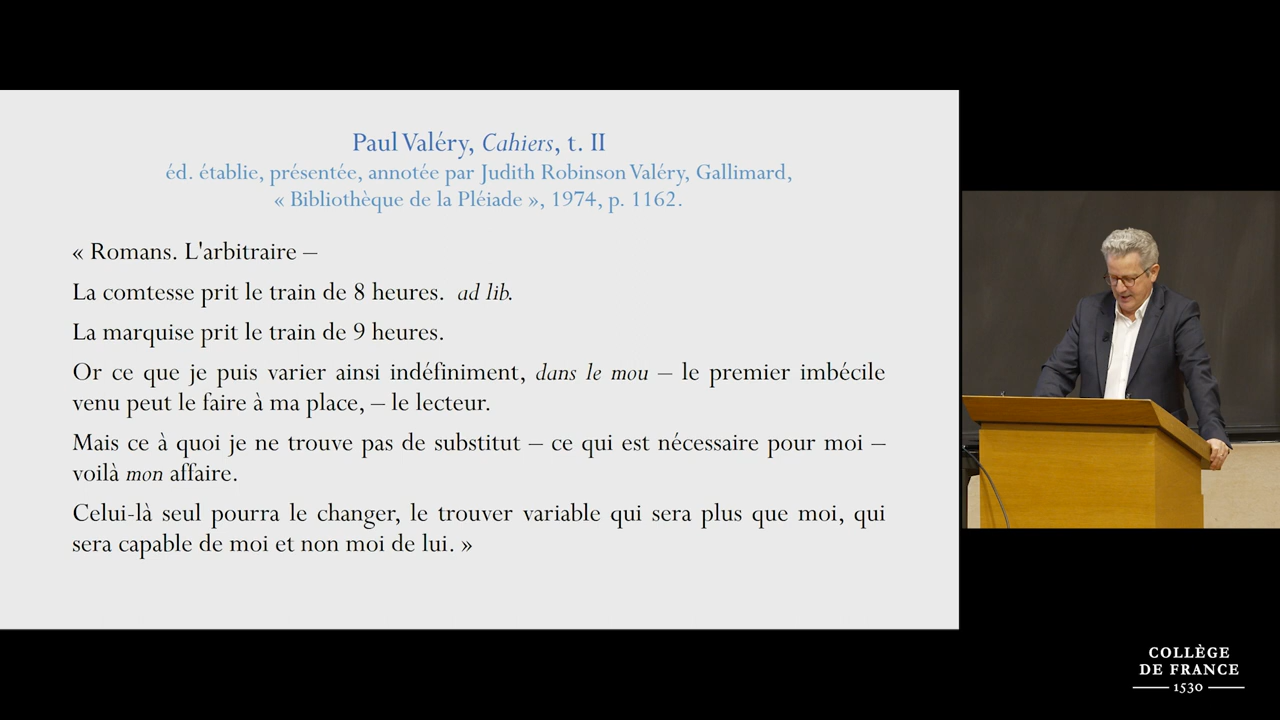 Paul Valéry, Cahiers, t. II
éd. établie, présentée, annotée par Judith Robinson Valéry, Gallimard,
« Bibliothèque de la Pléiade », 1974, p. 1162.
« Romans. L'arbitraire –
La comtesse prit le train de 8 heures.  ad lib.
La marquise prit le train de 9 heures.
Or ce que je puis varier ainsi indéfiniment, dans le mou – le premier imbécile
venu peut le faire à ma place, – le lecteur.
Mais ce à quoi je ne trouve pas de substitut – ce qui est nécessaire pour moi –
voilà mon affaire.
Celui-là seul pourra le changer, le trouver variable qui sera plus que moi, qui
sera capable de moi et non moi de lui. »
COLLÈGE
DE FRANCE
1530